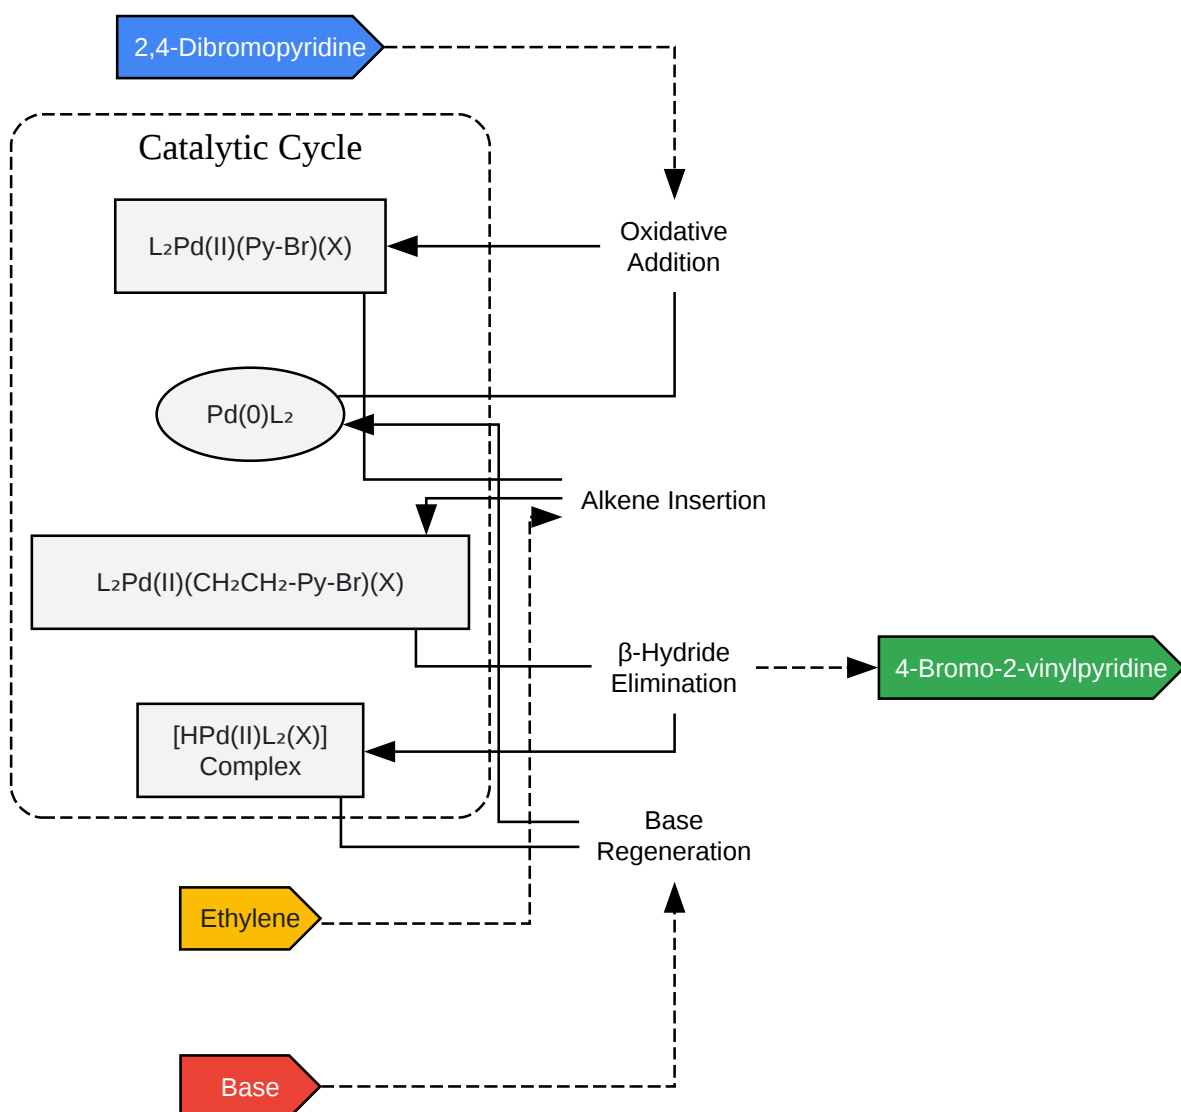 2,4-Dibromopyridine
Catalytic Cycle
L₂Pd(II)(Py-Br)(X)
Oxidative
Addition
Pd(0)L₂
Alkene Insertion
L₂Pd(II)(CH₂CH₂-Py-Br)(X)
β-Hydride
Elimination
4-Bromo-2-vinylpyridine
[HPd(II)L₂(X)]
Complex
Base
Regeneration
Ethylene
Base